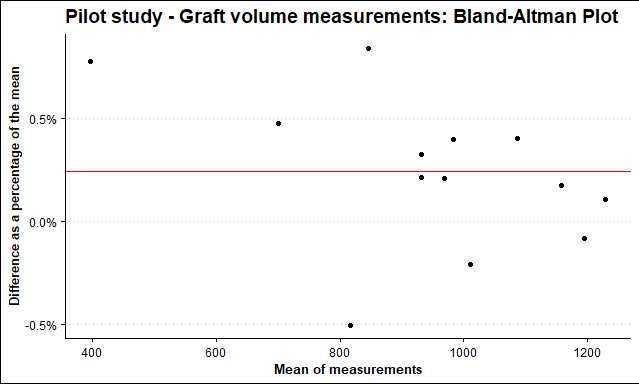 Pilot study - Graft volume measurements: Bland-Altman Plot
Difference as a percentage of the mean
0.5%
0.0%
-0.5%
400 600 800 1000 1200
Mean of measurements